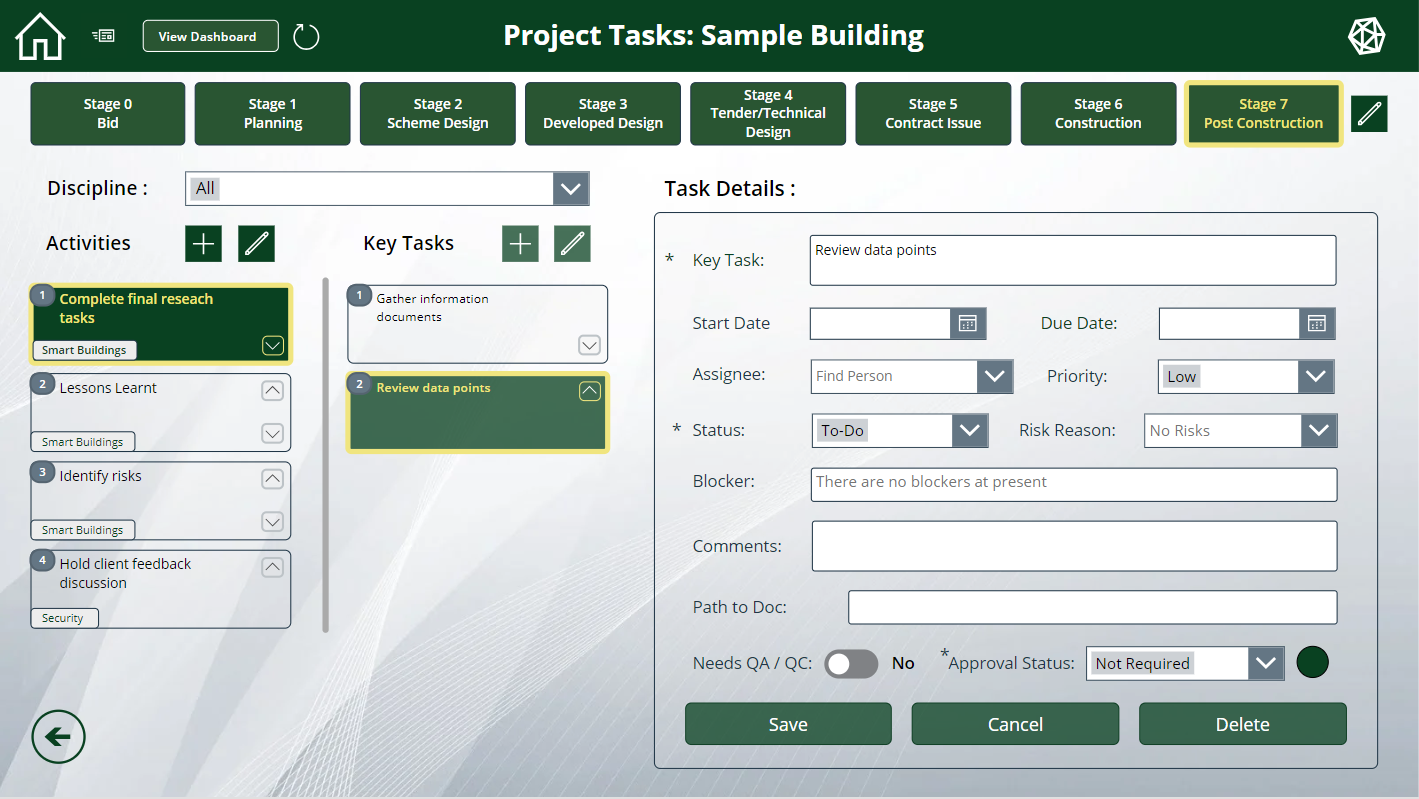 View Dashboard
Project Tasks: Sample Building
Stage 0
Bid
Stage 1
Planning
Stage 2
Scheme Design
Stage 3
Developed Design
Stage 4
Tender/Technical
Design
Stage 5
Contract Issue
Stage 6
Construction
Stage 7
Post Construction
Discipline :
All
Activities
Key Tasks
1
Complete final reseach
tasks
Smart Buildings
2
Lessons Learnt
Smart Buildings
3
Identify risks
Smart Buildings
4
Hold client feedback
discussion
Security
1
Gather information
documents
2
Review data points
Task Details :
* Key Task:
Review data points
Start Date
Due Date:
Assignee:
Find Person
Priority:
Low
* Status:
To-Do
Risk Reason:
No Risks
Blocker:
There are no blockers at present
Comments:
Path to Doc:
Needs QA / QC:
No
*Approval Status:
Not Required
Save
Cancel
Delete